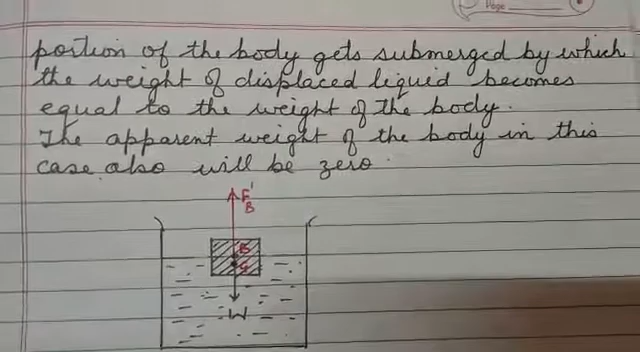 Page
portion of the body gets submerged by which
the weight of displaced liquid becomes
equal to the weight of the body.
The apparent weight of the body in this
case also will be zero.
F'B
B
G
W